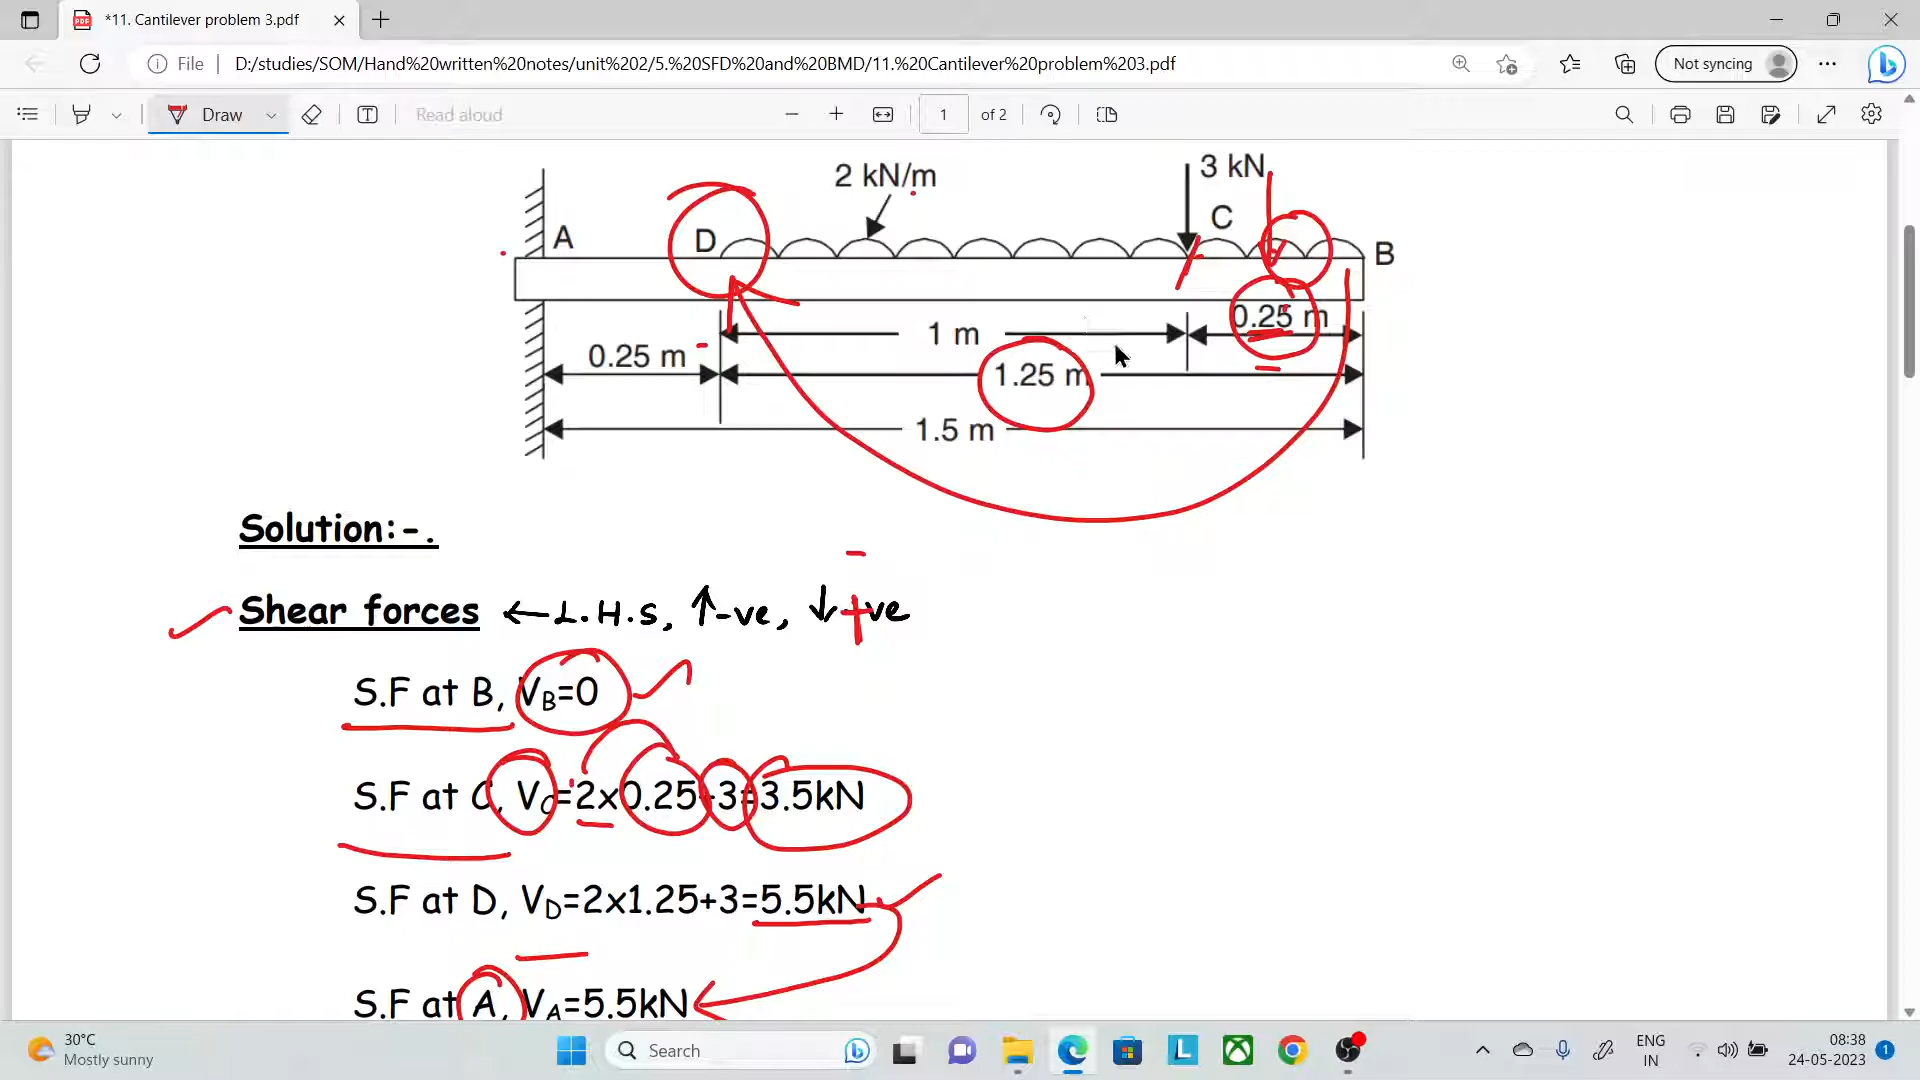 *11. Cantilever problem 3.pdf
File
D:/studies/SOM/Hand%20written%20notes/unit%202/5.%20SFD%20and%20BMD/11.%20Cantilever%20problem%203.pdf
Not syncing
Draw
Read aloud
1 of 2
2 kN/m
3 kN
A
D
C
B
1 m
0.25 m
0.25 m
1.25 m
1.5 m
Solution:-.
Shear forces ← L.H.S, ↑-ve, ↓+ve
S.F at B, VB=0
S.F at C, VC=2x0.25+3=3.5kN
S.F at D, VD=2x1.25+3=5.5kN
S.F at A, VA=5.5kN
30°C
Mostly sunny
Search
ENG
IN
08:38
24-05-2023
1